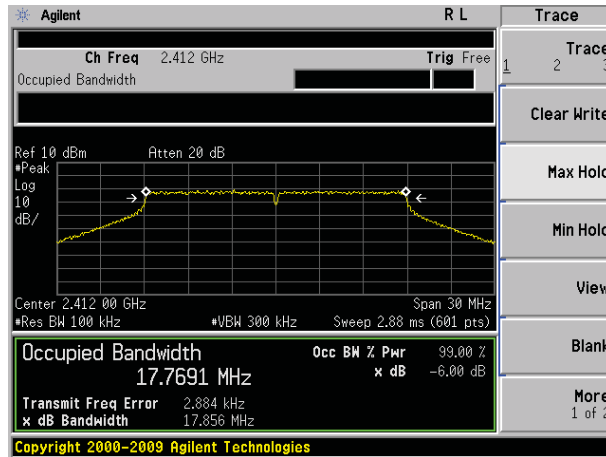 Agilent R L Trace
Ch Freq 2.412 GHz Trig Free
Occupied Bandwidth
Trace
1 2 3
Clear Write
Max Hold
Min Hold
View
Blank
More
1 of 2
Ref 10 dBm Atten 20 dB
#Peak
Log
10
dB/
Center 2.412 00 GHz Span 30 MHz
#Res BW 100 kHz #VBW 300 kHz Sweep 2.88 ms (601 pts)
Occupied Bandwidth Occ BW % Pwr 99.00 %
17.7691 MHz x dB -6.00 dB
Transmit Freq Error 2.884 kHz
x dB Bandwidth 17.856 MHz
Copyright 2000-2009 Agilent Technologies